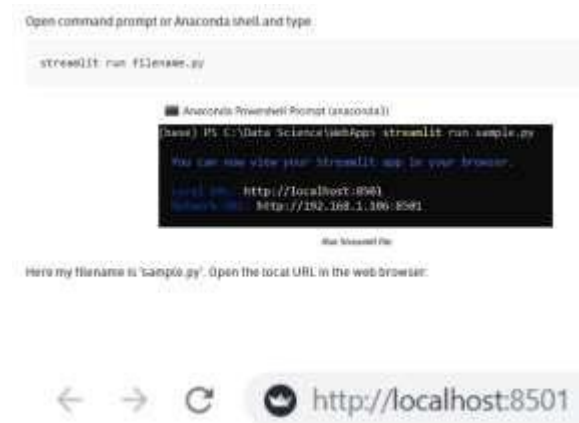 Open command prompt or Anaconda shell and type
streamlit run filename.py
Anaconda Powershell Prompt (anaconda3)
(base) PS C:\Data Science\WebApp> streamlit run sample.py
You can now view your Streamlit app in your browser.
Local URL: http://localhost:8501
Network URL: http://192.168.1.106:8501
Run Streamlit file
Here my filename is 'sample.py'. Open the local URL in the web browser.
http://localhost:8501